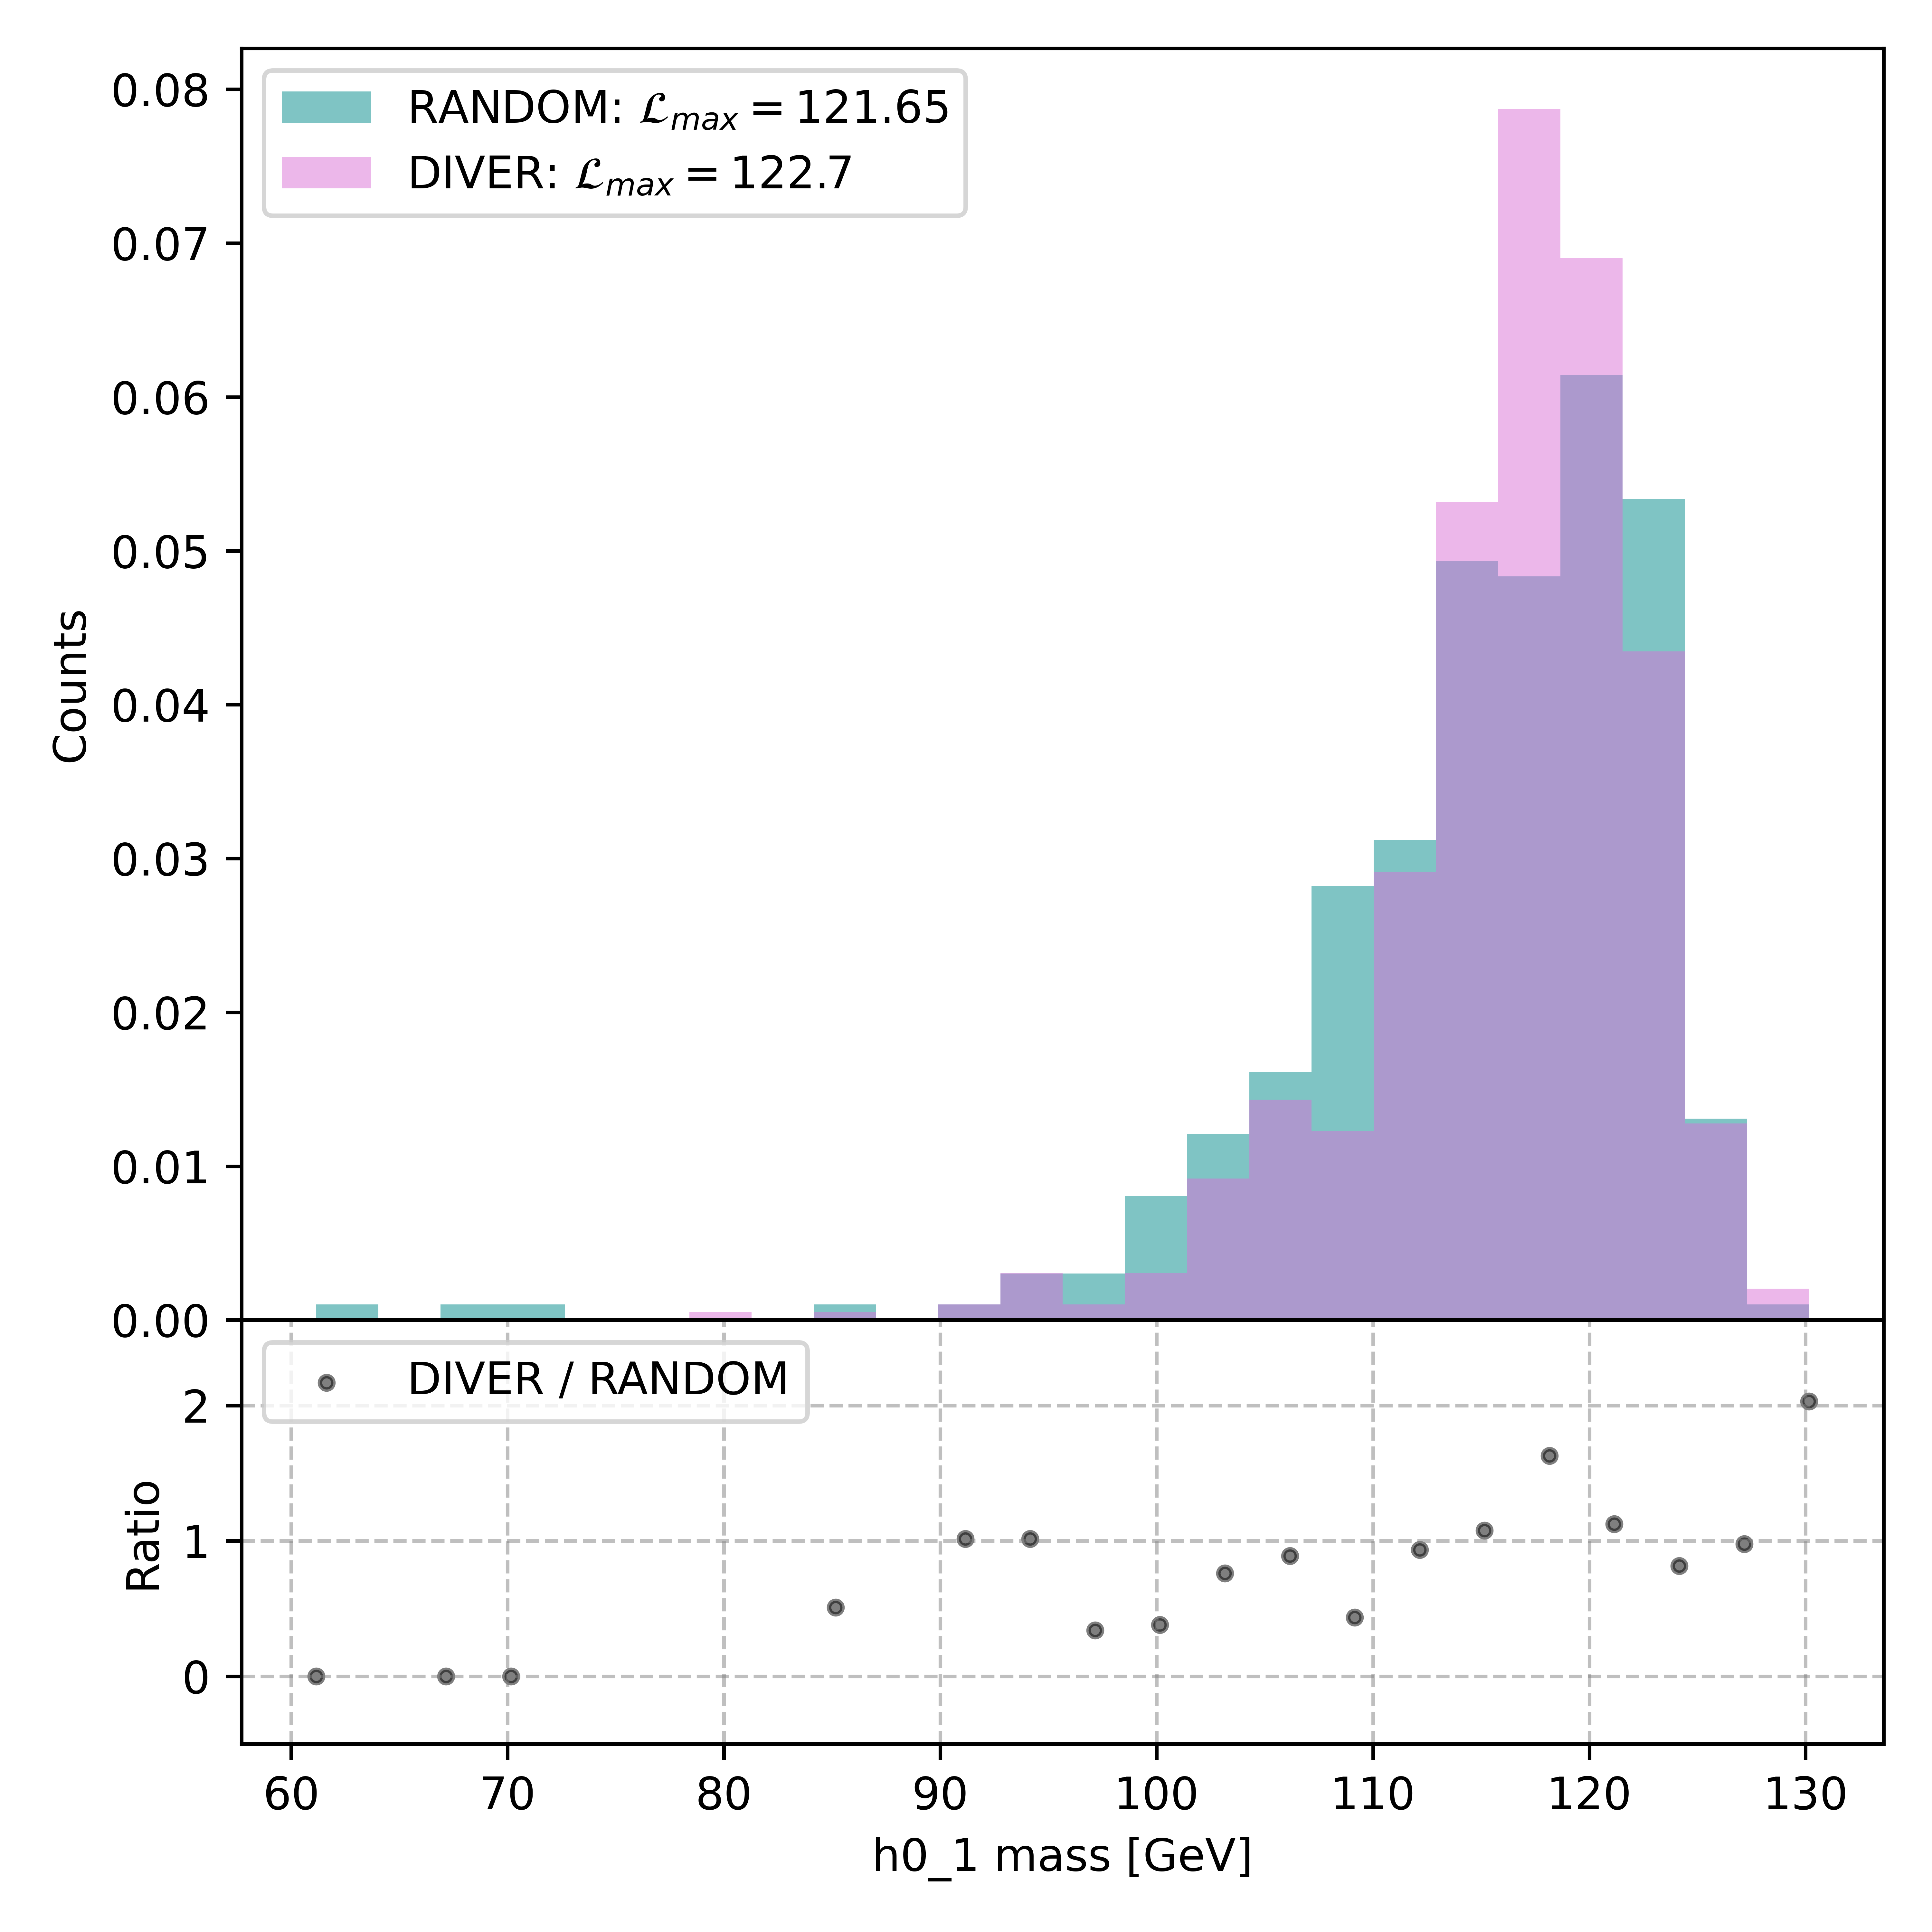 0.08
0.07
0.06
0.05
0.04
0.03
0.02
0.01
0.00
Counts
RANDOM: ℒmax = 121.65
DIVER: ℒmax = 122.7
DIVER / RANDOM
2
1
0
Ratio
60 70 80 90 100 110 120 130
h0_1 mass [GeV]